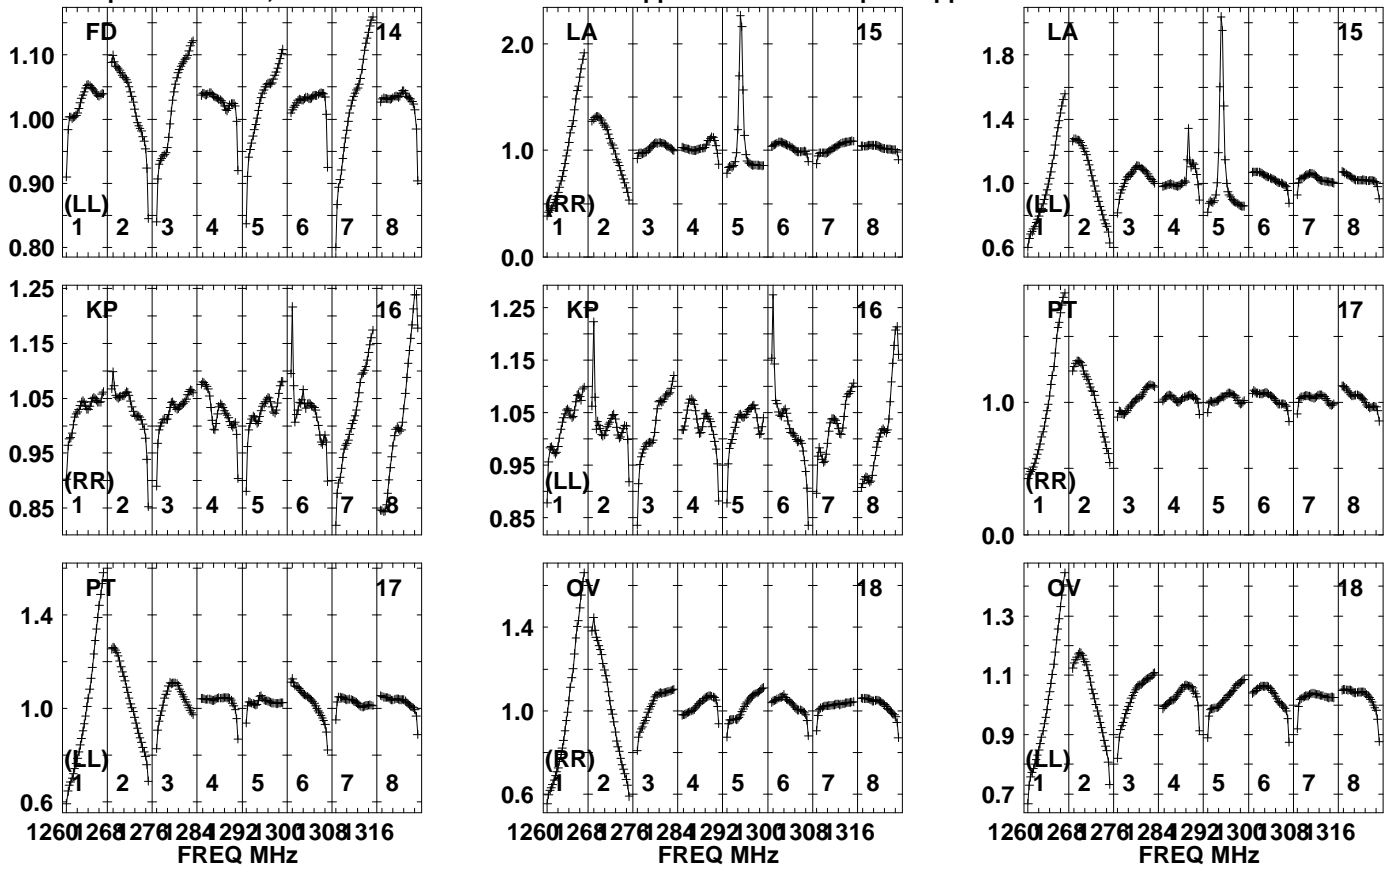 FD 14
1.10
1.00
0.90
0.80
(LL)
1 2 3 4 5 6 7 8
LA 15
2.0
1.0
0.0
(RR)
1 2 3 4 5 6 7 8
LA 15
1.8
1.4
1.0
0.6
(LL)
1 2 3 4 5 6 7 8
KP 16
1.25
1.15
1.05
0.95
0.85
(RR)
1 2 3 4 5 6 7 8
KP 16
1.25
1.15
1.05
0.95
0.85
(LL)
1 2 3 4 5 6 7 8
PT 17
1.0
0.0
(RR)
1 2 3 4 5 6 7 8
PT 17
1.4
1.0
0.6
(LL)
1 2 3 4 5 6 7 8
1260 1268 1276 1284 1292 1300 1308 1316
FREQ MHz
OV 18
1.4
1.0
0.6
(RR)
1 2 3 4 5 6 7 8
1260 1268 1276 1284 1292 1300 1308 1316
FREQ MHz
OV 18
1.3
1.1
0.9
0.7
(LL)
1 2 3 4 5 6 7 8
1260 1268 1276 1284 1292 1300 1308 1316
FREQ MHz